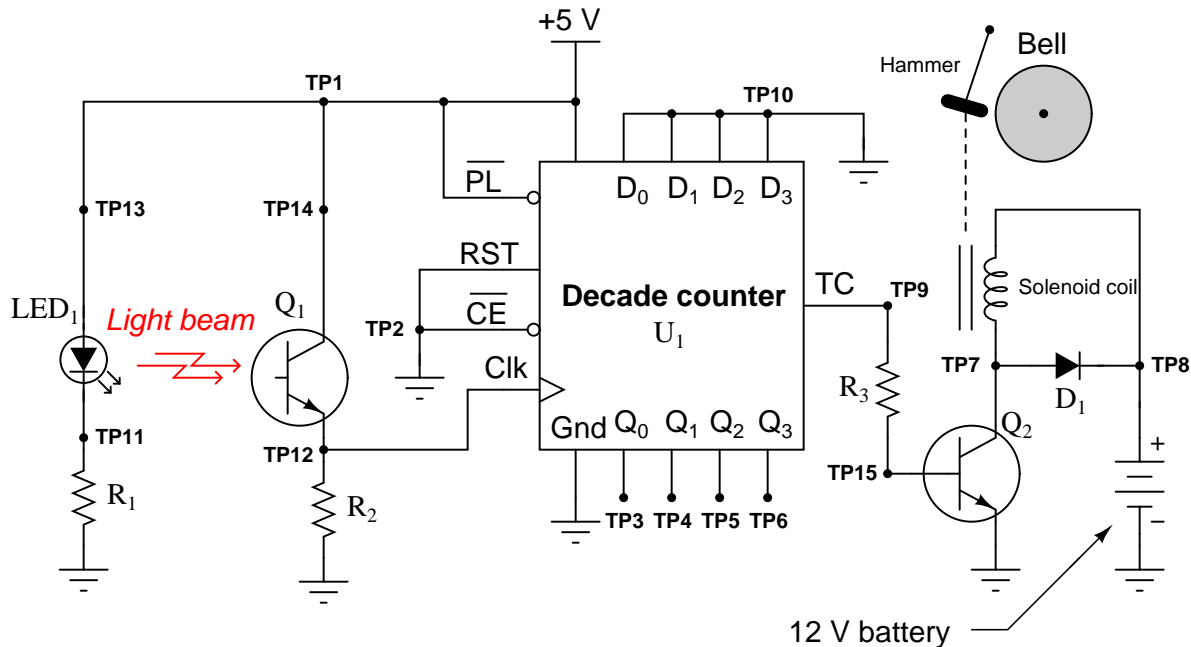 +5 V
Hammer
Bell
TP1
TP10
PL
D0 D1 D2 D3
TP13
TP14
RST
LED1
Light beam
Q1
TP2
CE
Decade counter
U1
TC
TP9
Solenoid coil
Clk
TP7
TP8
R3
D1
TP11
TP12
Gnd Q0 Q1 Q2 Q3
Q2
TP15
+
R1
R2
TP3 TP4 TP5 TP6
−
12 V battery